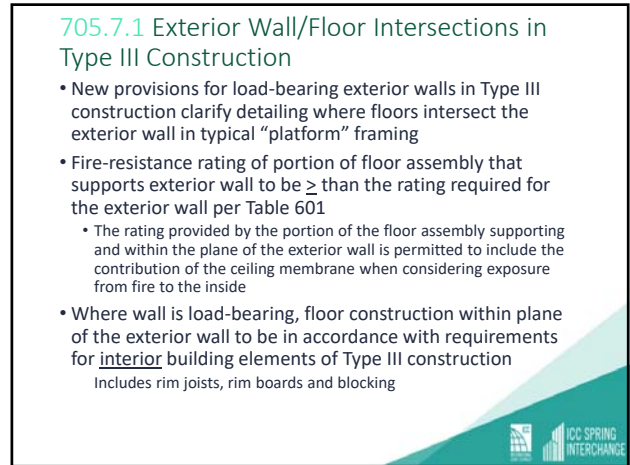 705.7.1 Exterior Wall/Floor Intersections in
Type III Construction
• New provisions for load-bearing exterior walls in Type III
construction clarify detailing where floors intersect the
exterior wall in typical “platform” framing
• Fire-resistance rating of portion of floor assembly that
supports exterior wall to be > than the rating required for
the exterior wall per Table 601
• The rating provided by the portion of the floor assembly supporting
and within the plane of the exterior wall is permitted to include the
contribution of the ceiling membrane when considering exposure
from fire to the inside
• Where wall is load-bearing, floor construction within plane
of the exterior wall to be in accordance with requirements
for interior building elements of Type III construction
Includes rim joists, rim boards and blocking
ICC SPRING
INTERCHANGE